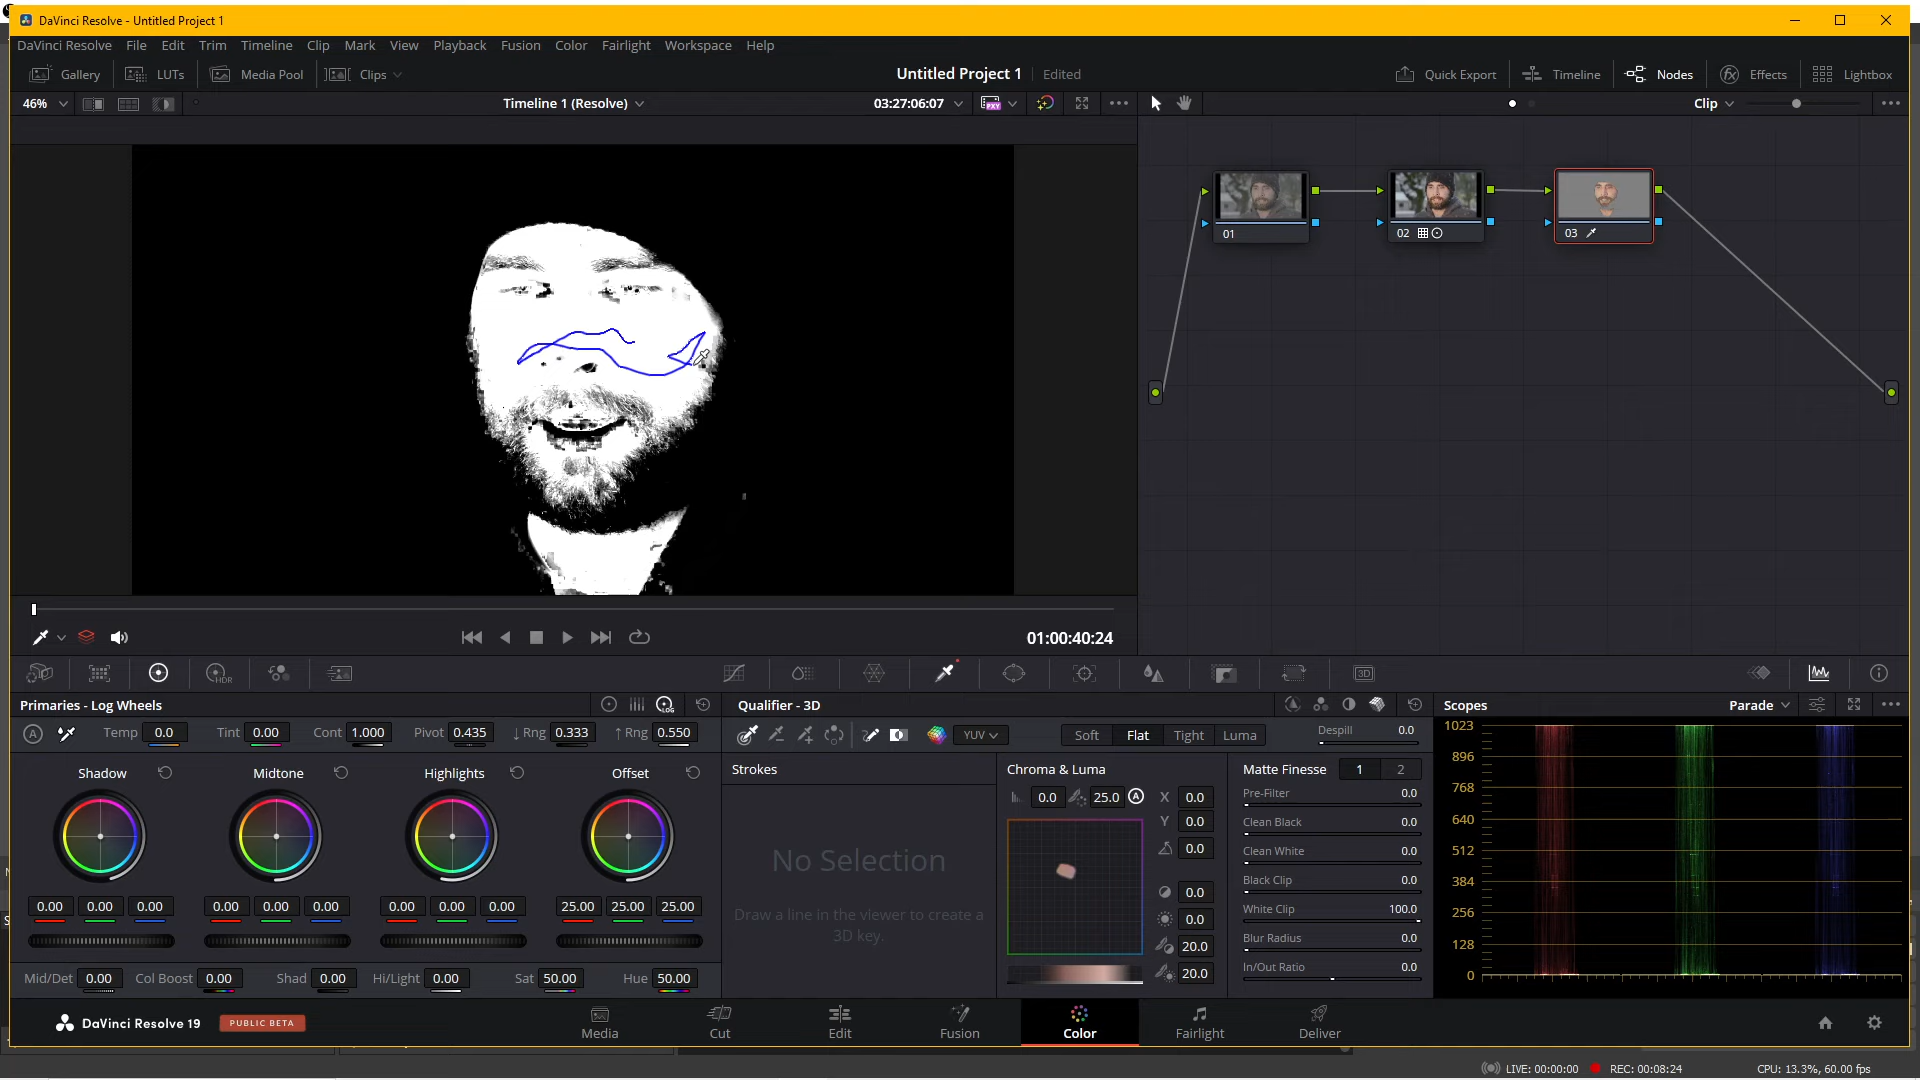 DaVinci Resolve - Untitled Project 1
DaVinci Resolve File Edit Trim Timeline Clip Mark View Playback Fusion Color Fairlight Workspace Help
Gallery LUTs Media Pool Clips Untitled Project 1 Edited Quick Export Timeline Nodes Effects Lightbox
46% Timeline 1 (Resolve) 03:27:06:07 PXY Clip
01 02 03
01:00:40:24
HDR 3D
Primaries - Log Wheels LOG Qualifier - 3D Scopes Parade
A Temp 0.0 Tint 0.00 Cont 1.000 Pivot 0.435 ↓ Rng 0.333 ↑ Rng 0.550 YUV Soft Flat Tight Luma Despill 0.0
Shadow Midtone Highlights Offset
Strokes Chroma & Luma Matte Finesse 1 2
0.0 25.0 A X 0.0 Pre-Filter 0.0
Y 0.0 Clean Black 0.0
0.0 Clean White 0.0
No Selection
Draw a line in the viewer to create a
3D key.
Black Clip 0.0
0.0
White Clip 100.0
0.0
Blur Radius 0.0
20.0
In/Out Ratio 0.0
20.0
1023
896
768
640
512
384
256
128
0
0.00 0.00 0.00 0.00 0.00 0.00 0.00 0.00 0.00 25.00 25.00 25.00
Mid/Det 0.00 Col Boost 0.00 Shad 0.00 Hi/Light 0.00 Sat 50.00 Hue 50.00
DaVinci Resolve 19 PUBLIC BETA Media Cut Edit Fusion Color Fairlight Deliver
LIVE: 00:00:00 REC: 00:08:24 CPU: 13.3%, 60.00 fps